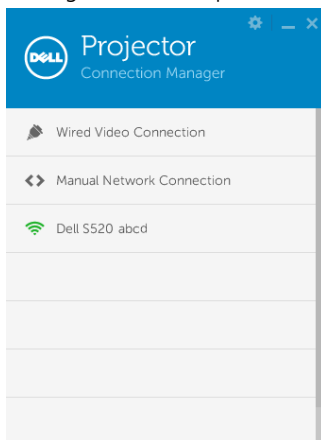 DELL
Projector
Connection Manager
Wired Video Connection
Manual Network Connection
Dell S520 abcd